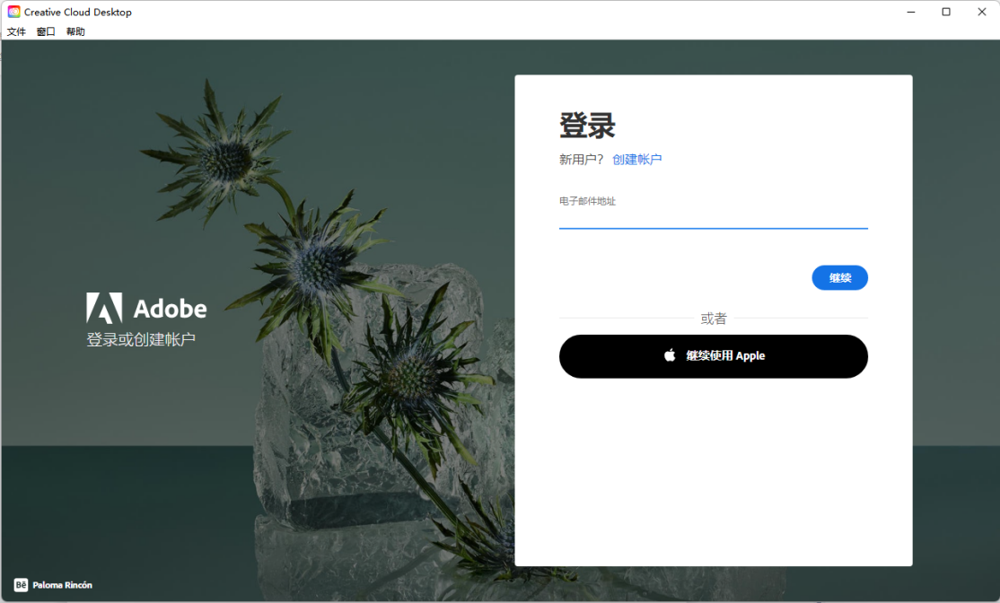 Creative Cloud Desktop
文件 窗口 帮助
登录
新用户？ 创建帐户
电子邮件地址
继续
或者
继续使用 Apple
Adobe
登录或创建帐户
Bē Paloma Rincón